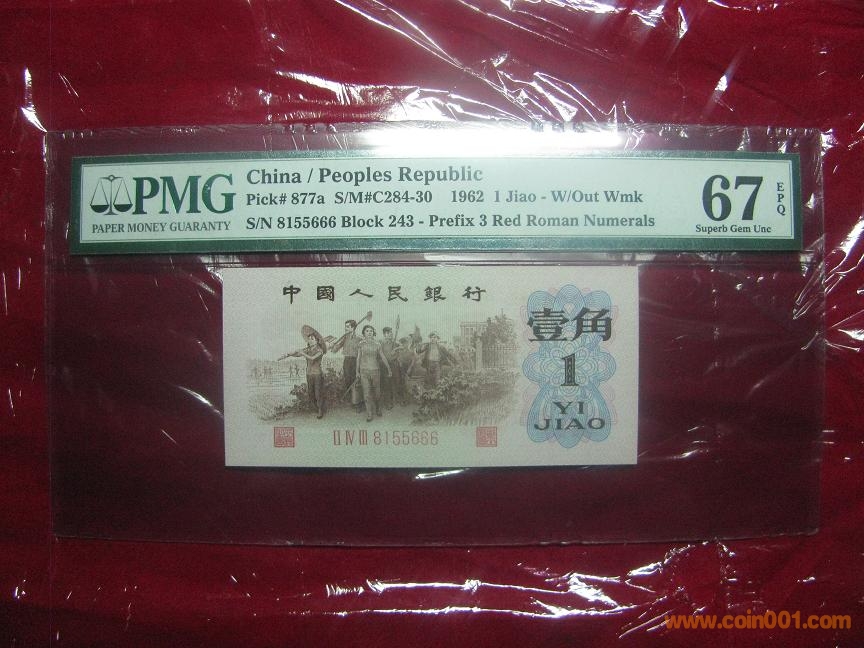 PMG
PAPER MONEY GUARANTY
China / Peoples Republic
Pick# 877a S/M#C284-30 1962 1 Jiao - W/Out Wmk
S/N 8155666 Block 243 - Prefix 3 Red Roman Numerals
67
EPQ
Superb Gem Unc
中國人民銀行
壹角
1
YI
JIAO
II IV III 8155666
www.coin001.com